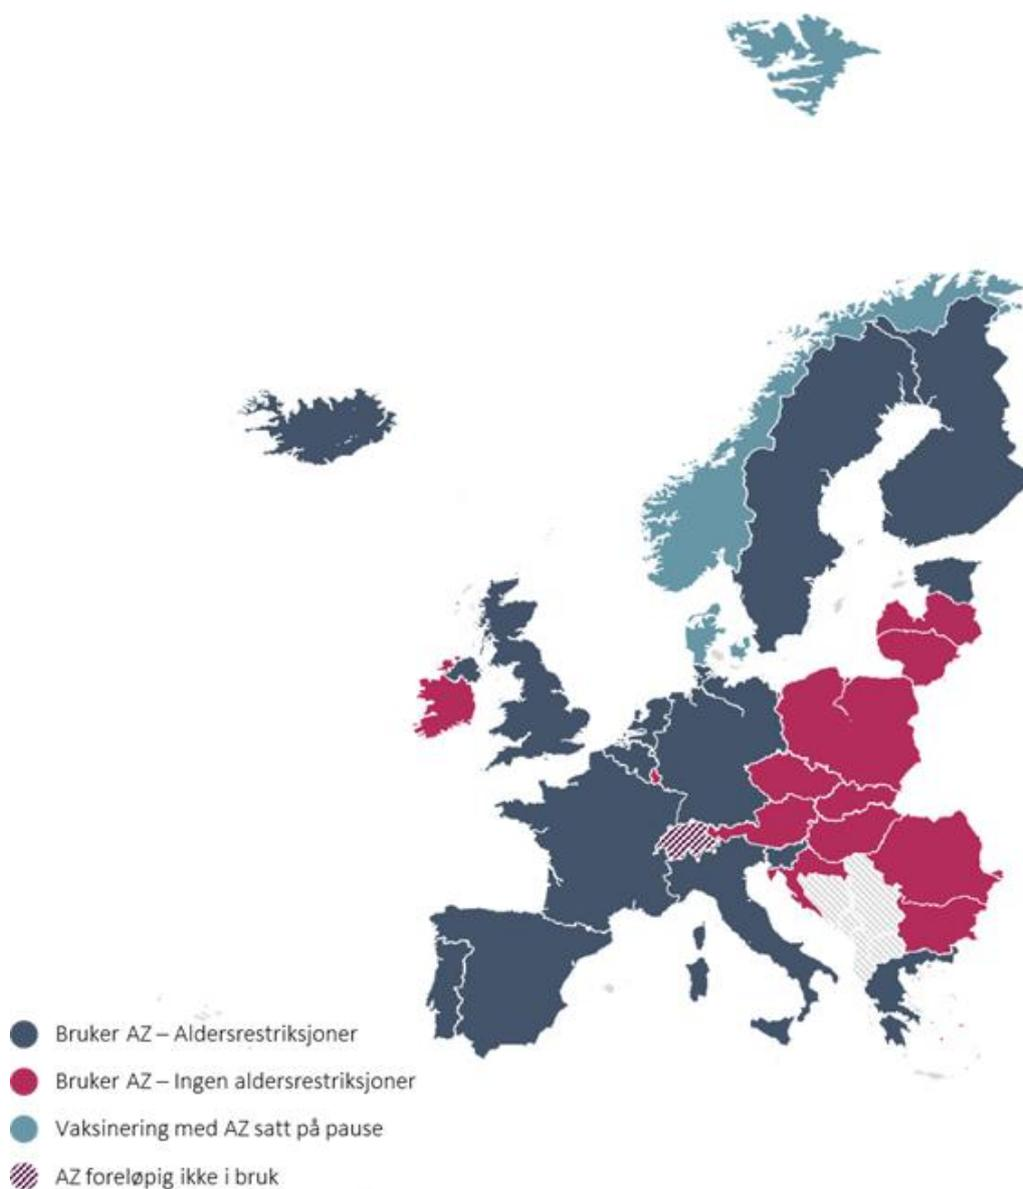 Bruker AZ – Aldersrestriksjoner
Bruker AZ – Ingen aldersrestriksjoner
Vaksinering med AZ satt på pause
AZ foreløpig ikke i bruk